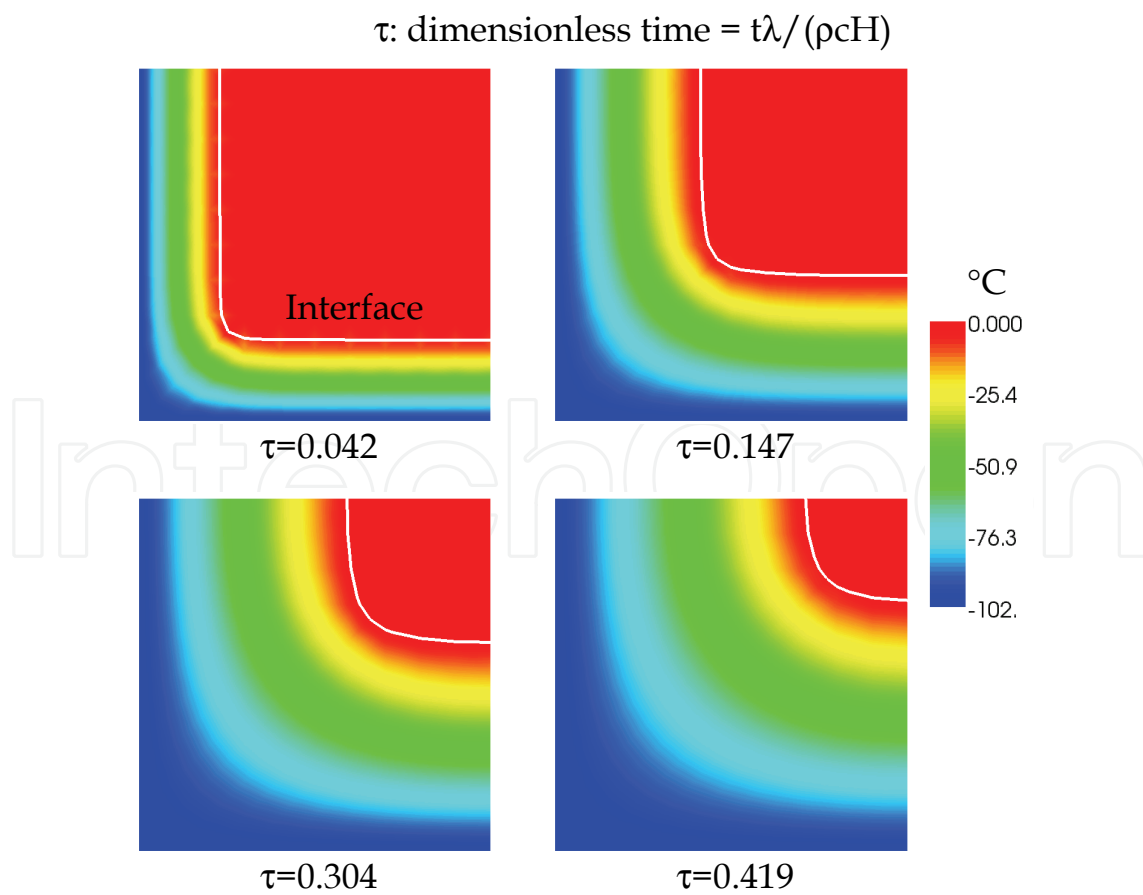 τ: dimensionless time = tλ/(ρcH)
Interface
τ=0.042
τ=0.147
°C
0.000
-25.4
-50.9
-76.3
-102.
IntechOpen
τ=0.304
τ=0.419